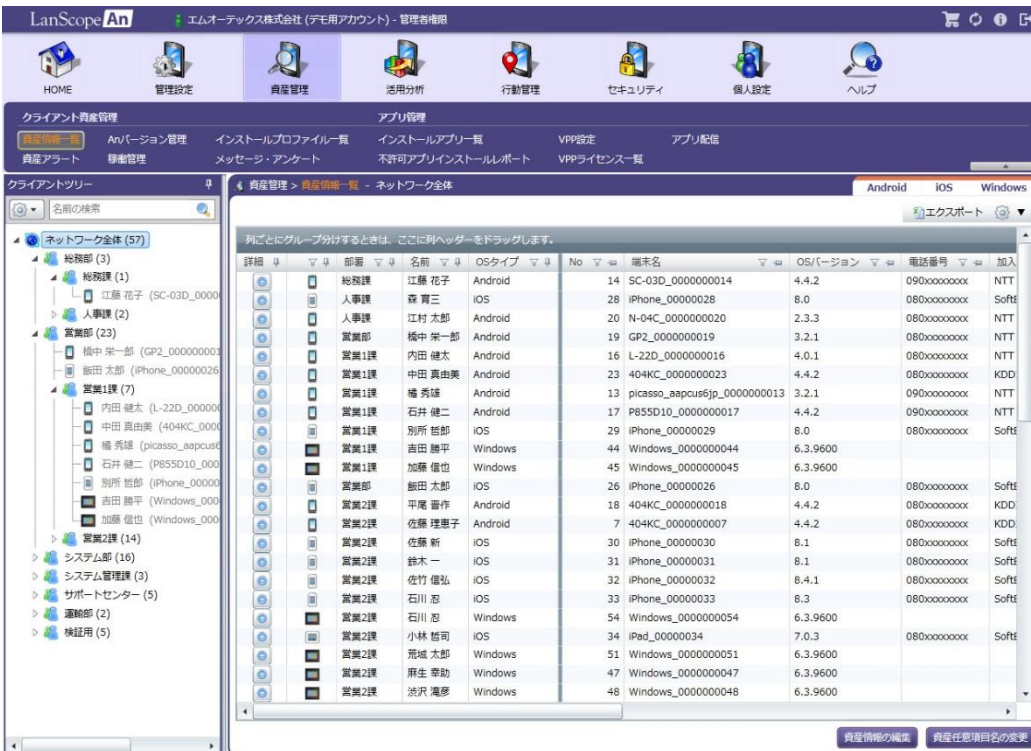 LanScope An エムオーテックス株式会社 (デモ用アカウント) - 管理者権限
HOME 管理設定 資産管理 活用分析 行動管理 セキュリティ 個人設定 ヘルプ
クライアント資産管理 アプリ管理
資産情報一覧 Anバージョン管理 インストールプロファイル一覧 インストールアプリ一覧 VPP設定 アプリ配信
資産アラート 稼働管理 メッセージ・アンケート 不許可アプリインストールレポート VPPライセンス一覧
クライアントツリー
名前の検索
ネットワーク全体 (57)
総務部 (3)
総務課 (1)
江藤 花子 (SC-03D_0000
人事課 (2)
営業部 (23)
橋中 栄一郎 (GP2_000000001
飯田 太郎 (iPhone_00000026
営業1課 (7)
内田 健太 (L-22D_000000
中田 真由美 (404KC_0000
橘 秀雄 (picasso_aapcus6
石井 健二 (P855D10_000
別所 哲郎 (iPhone_00000
吉田 勝平 (Windows_000
加藤 信也 (Windows_000
営業2課 (14)
システム部 (16)
システム管理課 (3)
サポートセンター (5)
運輸部 (2)
検証用 (5)
資産管理 > 資産情報一覧 - ネットワーク全体
Android iOS Windows
エクスポート
列ごとにグループ分けするときは、ここに列ヘッダーをドラッグします。
詳細 部署 名前 OSタイプ No 端末名 OSバージョン 電話番号 加入
総務課 江藤 花子 Android 14 SC-03D_0000000014 4.4.2 090xxxxxxxx NTT
人事課 森 育三 iOS 28 iPhone_00000028 8.0 080xxxxxxxx Soft
人事課 江村 太郎 Android 20 N-04C_0000000020 2.3.3 080xxxxxxxx NTT
営業部 橋中 栄一郎 Android 19 GP2_0000000019 3.2.1 080xxxxxxxx NTT
営業1課 内田 健太 Android 16 L-22D_0000000016 4.0.1 080xxxxxxxx NTT
営業1課 中田 真由美 Android 23 404KC_0000000023 4.4.2 080xxxxxxxx KDD
営業1課 橘 秀雄 Android 13 picasso_aapcus6jp_0000000013 3.2.1 090xxxxxxxx NTT
営業1課 石井 健二 Android 17 P855D10_0000000017 4.4.2 090xxxxxxxx NTT
営業1課 別所 哲郎 iOS 29 iPhone_00000029 8.0 080xxxxxxxx Soft
営業1課 吉田 勝平 Windows 44 Windows_0000000044 6.3.9600
営業1課 加藤 信也 Windows 45 Windows_0000000045 6.3.9600
営業部 飯田 太郎 iOS 26 iPhone_00000026 8.0 080xxxxxxxx Soft
営業2課 平尾 晋作 Android 18 404KC_0000000018 4.4.2 080xxxxxxxx KDD
営業2課 佐藤 理恵子 Android 7 404KC_0000000007 4.4.2 080xxxxxxxx KDD
営業2課 佐藤 新 iOS 30 iPhone_00000030 8.1 080xxxxxxxx Soft
営業2課 鈴木 一 iOS 31 iPhone_00000031 8.1 080xxxxxxxx Soft
営業2課 佐竹 信弘 iOS 32 iPhone_00000032 8.4.1 080xxxxxxxx Soft
営業2課 石川 忍 iOS 33 iPhone_00000033 8.3 080xxxxxxxx Soft
営業2課 石川 忍 Windows 54 Windows_0000000054 6.3.9600
営業2課 小林 哲司 iOS 34 iPad_00000034 7.0.3 080xxxxxxxx Soft
営業2課 荒城 太郎 Windows 51 Windows_0000000051 6.3.9600
営業2課 麻生 幸助 Windows 47 Windows_0000000047 6.3.9600
営業2課 渋沢 滝彦 Windows 48 Windows_0000000048 6.3.9600
資産情報の編集 資産任意項目名の変更